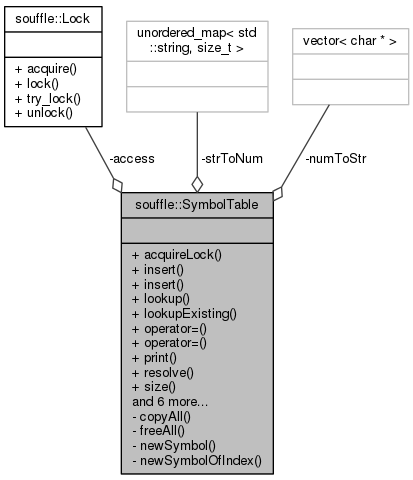 souffle::Lock
+ acquire()
+ lock()
+ try_lock()
+ unlock()
unordered_map< std
::string, size_t >
vector< char * >
-access
-strToNum
-numToStr
souffle::SymbolTable
+ acquireLock()
+ insert()
+ insert()
+ lookup()
+ lookupExisting()
+ operator=()
+ operator=()
+ print()
+ resolve()
+ size()
and 6 more...
- copyAll()
- freeAll()
- newSymbol()
- newSymbolOfIndex()